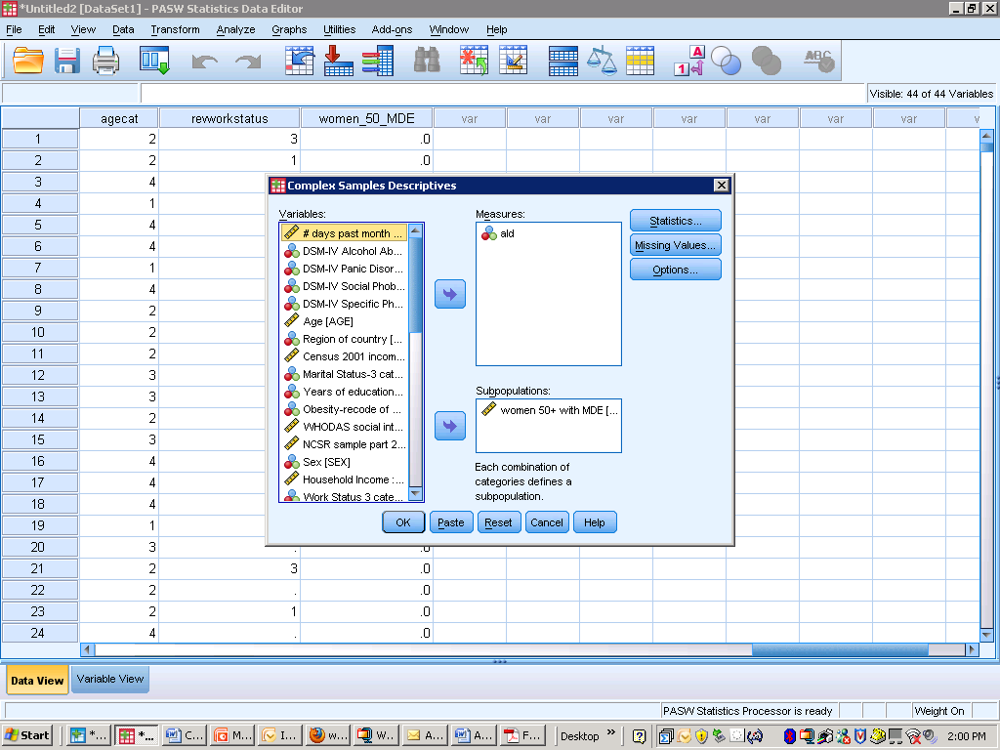 *Untitled2 [DataSet1] - PASW Statistics Data Editor
File Edit View Data Transform Analyze Graphs Utilities Add-ons Window Help
Visible: 44 of 44 Variables
agecat revworkstatus women_50_MDE var var var var var var var
1 2 3 .0
2 2 1 .0
3 4
4 1
5 4
6 4
7 1
8 4
9 2
10 2
11 2
12 3
13 3
14 2
15 3
16 4
17 4
18 4
19 1
20 3 . .0
21 2 3 .0
22 2 . .0
23 2 1 .0
24 4 . .0
Complex Samples Descriptives
Variables:
# days past month ...
DSM-IV Alcohol Ab...
DSM-IV Panic Disor...
DSM-IV Social Phob...
DSM-IV Specific Ph...
Age [AGE]
Region of country [...
Census 2001 incom...
Marital Status-3 cat...
Years of education...
Obesity-recode of ...
WHODAS social int...
NCSR sample part 2...
Sex [SEX]
Household Income :...
Work Status 3 cate...
Measures:
ald
Subpopulations:
women 50+ with MDE [...
Each combination of
categories defines a
subpopulation.
Statistics...
Missing Values...
Options...
OK Paste Reset Cancel Help
Data View Variable View
PASW Statistics Processor is ready Weight On
Start *... *... C... M... I... w... W... A... A... F... Desktop » 2:00 PM